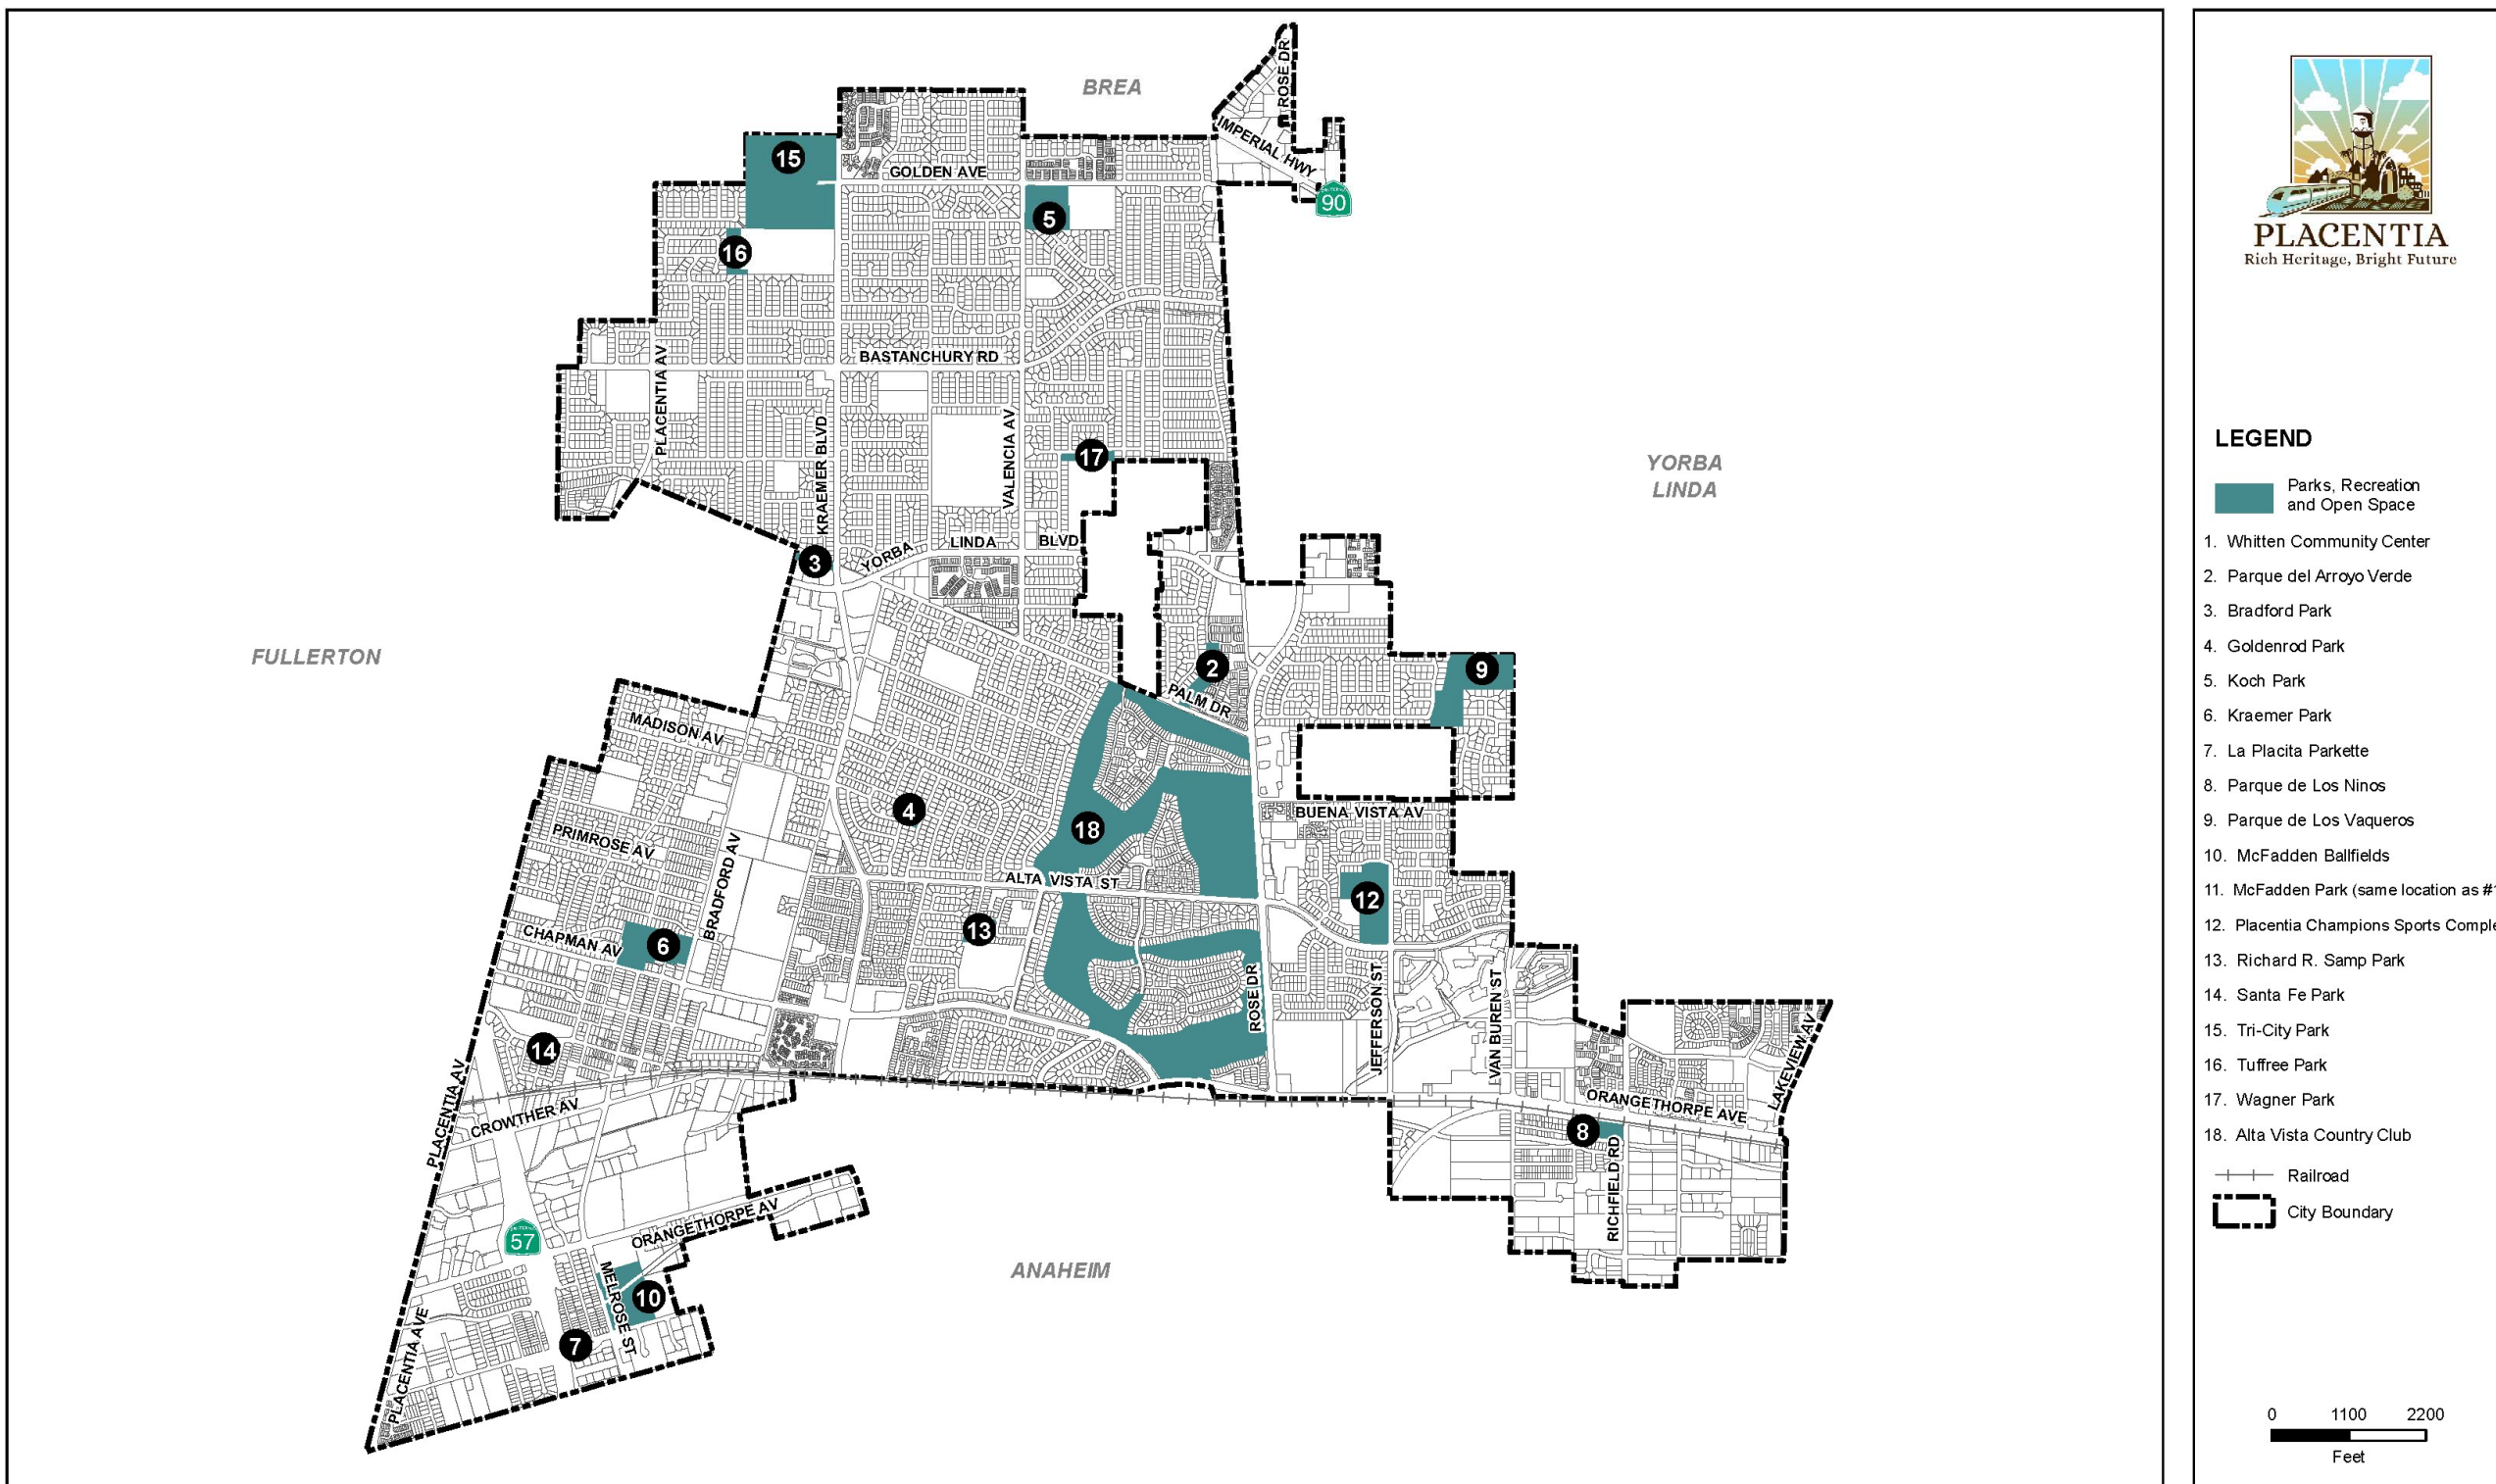 BREA
ROSE DR
IMPERIAL HWY
90
15
GOLDEN AVE
5
16
BASTANCHURY RD
PLACENTIA AV
KRAEMER BLVD
VALENCIA AV
17
YORBA
LINDA
YORBA LINDA BLVD
3
FULLERTON
2
PALM DR
9
MADISON AV
4
18
BUENA VISTA AV
PRIMROSE AV
BRADFORD AV
ALTA VISTA ST
12
13
6
CHAPMAN AV
ROSE DR
JEFFERSON ST
VAN BUREN ST
LAKEVIEW AV
14
PLACENTIA AV
CROWTHER AV
ORANGETHORPE AVE
8
RICHFIELD RD
57
ORANGETHORPE AV
ANAHEIM
MELROSE ST
10
7
PLACENTIA AVE
PLACENTIA
Rich Heritage, Bright Future
LEGEND
Parks, Recreation
and Open Space
1. Whitten Community Center
2. Parque del Arroyo Verde
3. Bradford Park
4. Goldenrod Park
5. Koch Park
6. Kraemer Park
7. La Placita Parkette
8. Parque de Los Ninos
9. Parque de Los Vaqueros
10. McFadden Ballfields
11. McFadden Park (same location as #
12. Placentia Champions Sports Comple
13. Richard R. Samp Park
14. Santa Fe Park
15. Tri-City Park
16. Tuffree Park
17. Wagner Park
18. Alta Vista Country Club
Railroad
City Boundary
0 1100 2200
Feet